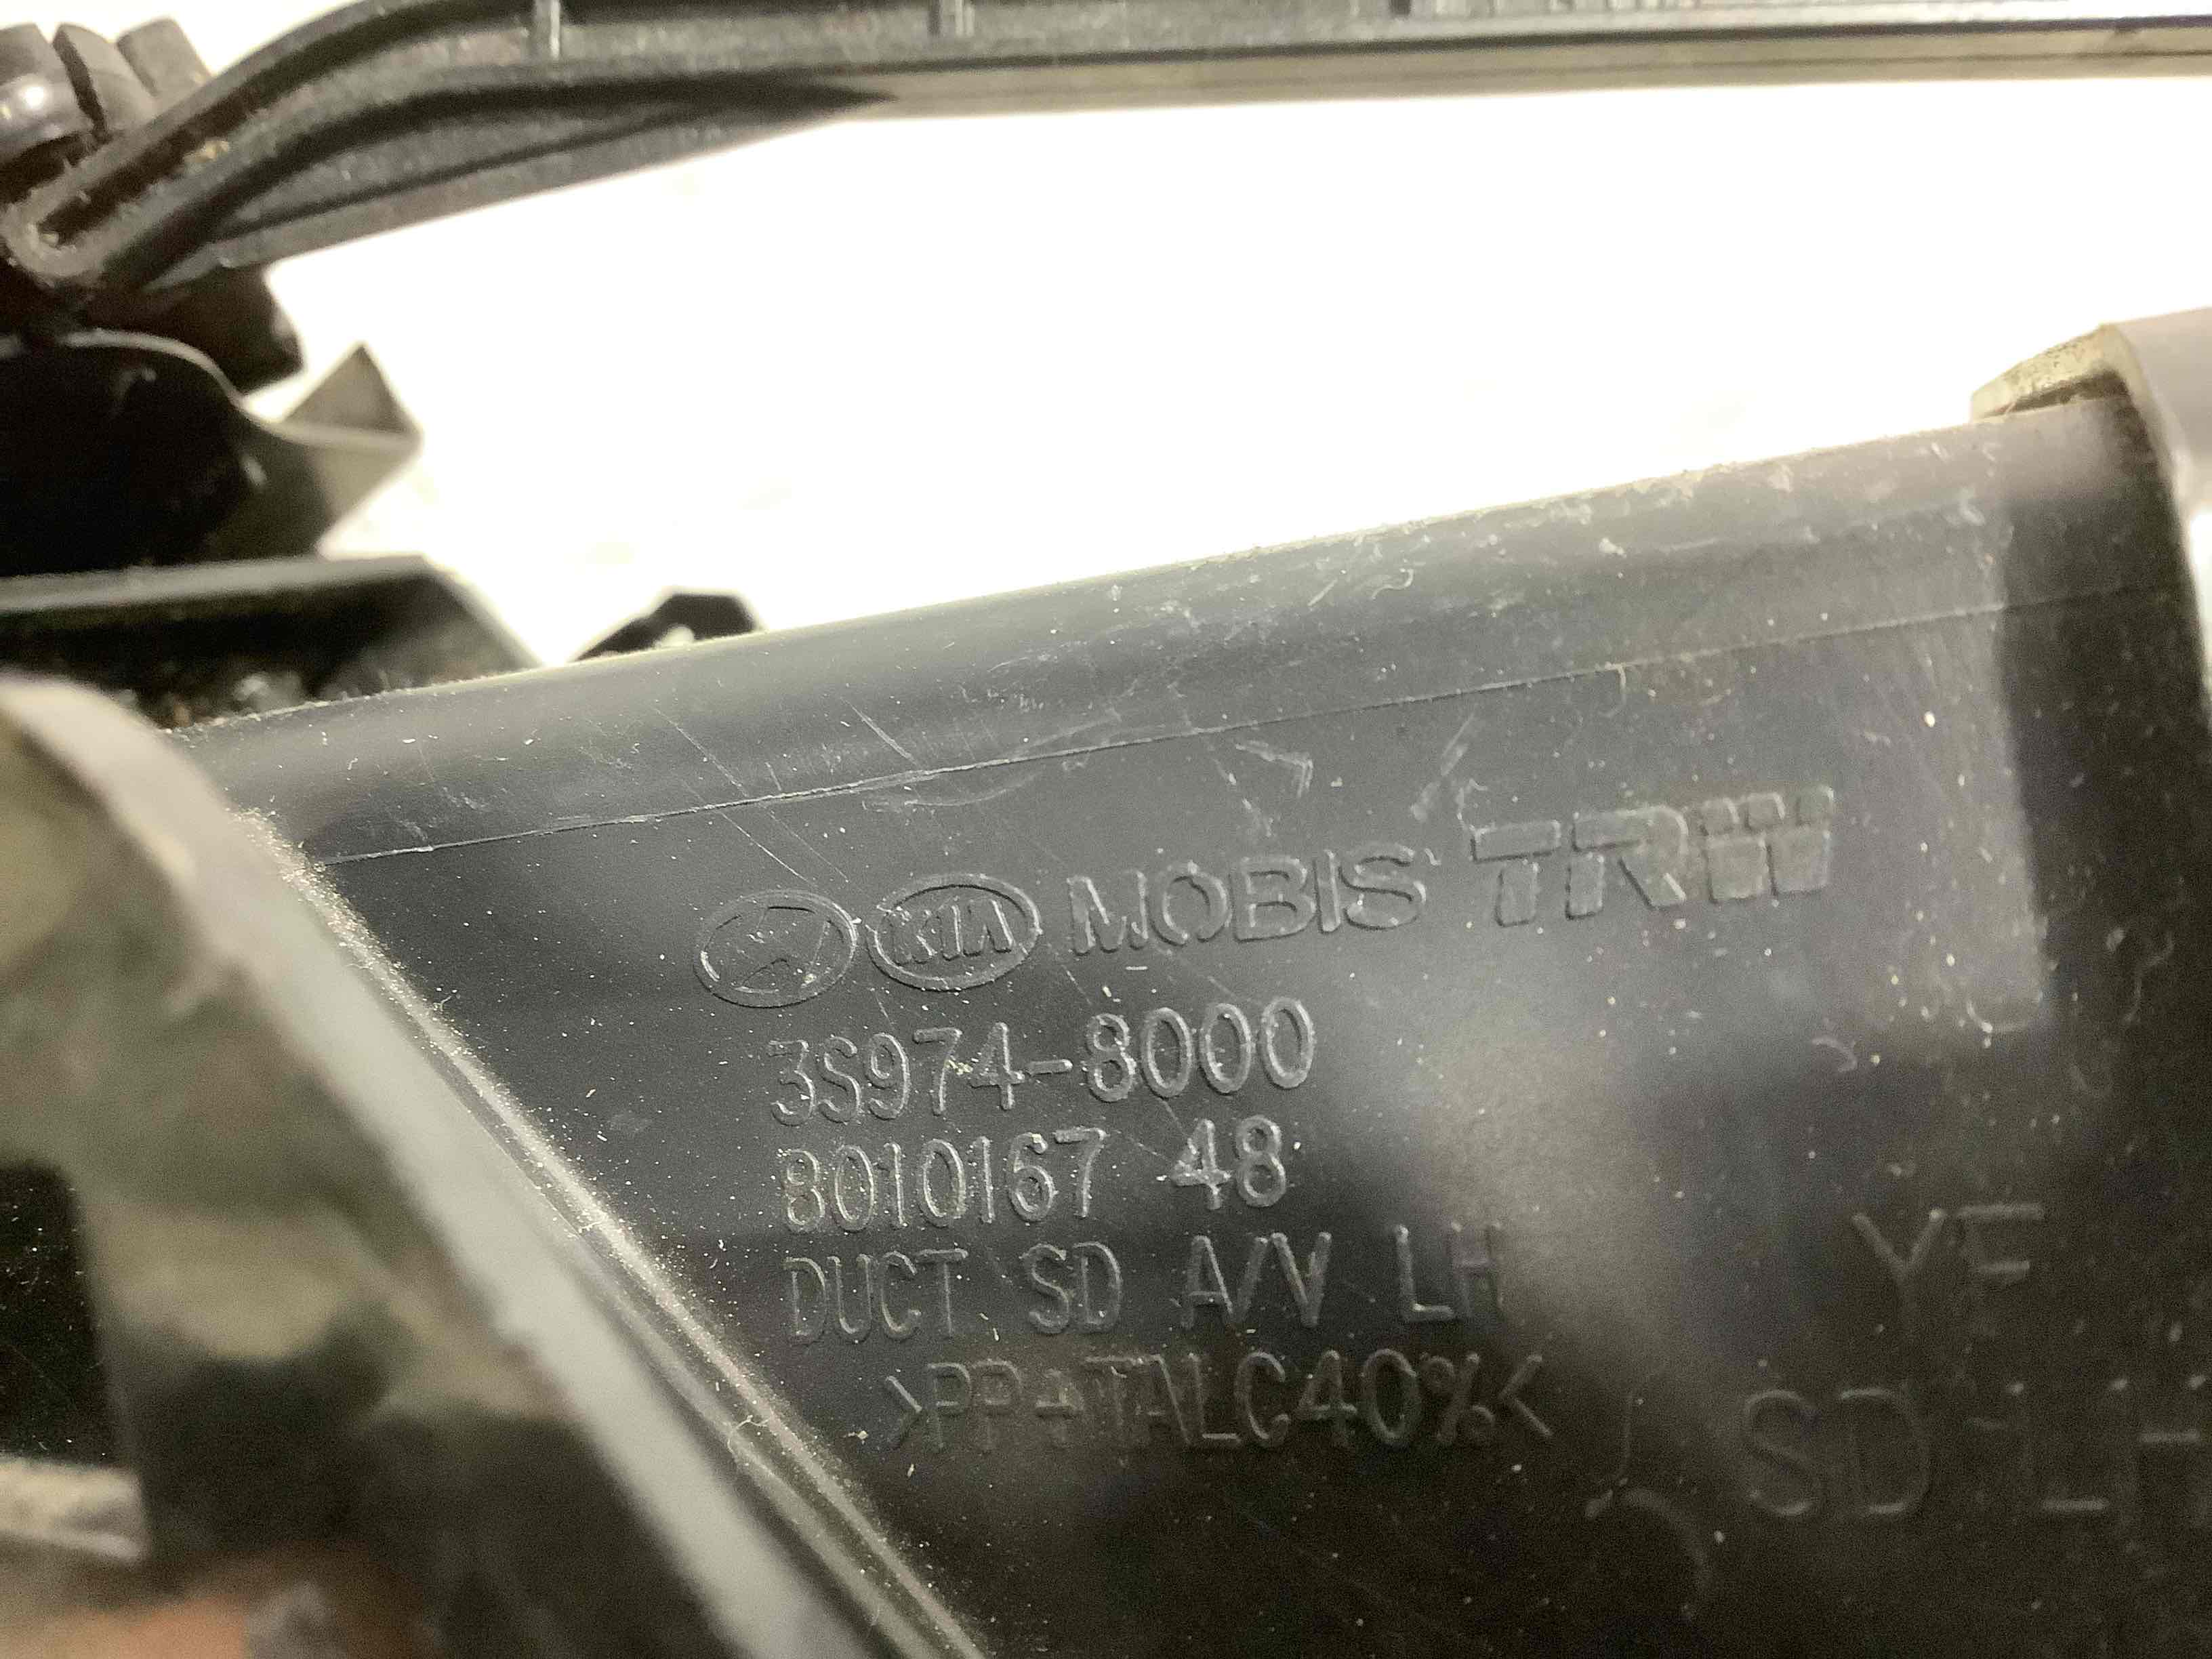 KIA MOBIS TRW
3S974-8000
8010167 48
DUCT SD A/V LH
>PP+TALC40%<
YF
SD LH